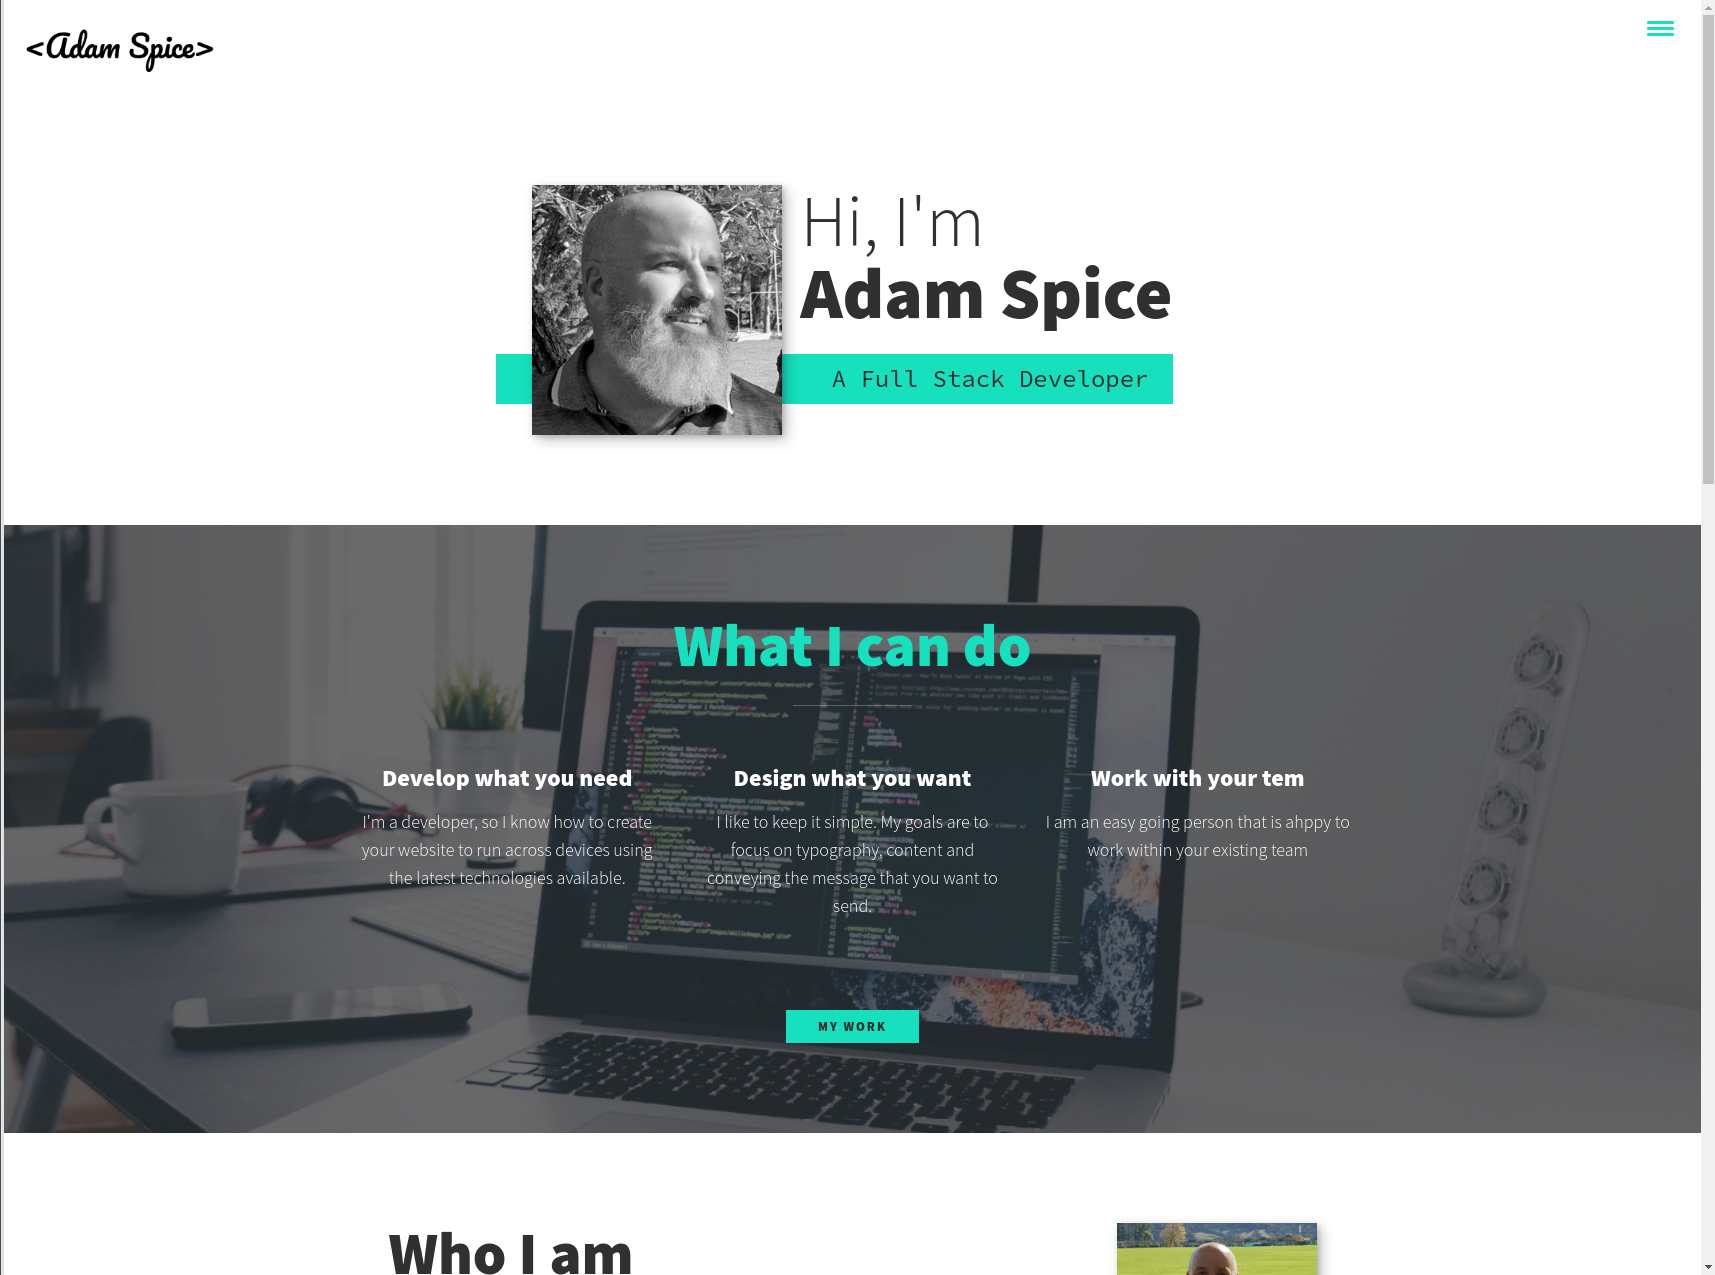 <Adam Spice>
Hi, I'm
Adam Spice
A Full Stack Developer
What I can do
Develop what you need
I'm a developer, so I know how to create
your website to run across devices using
the latest technologies available.
Design what you want
I like to keep it simple. My goals are to
focus on typography, content and
conveying the message that you want to
send.
Work with your tem
I am an easy going person that is ahppy to
work within your existing team
MY WORK
Who I am